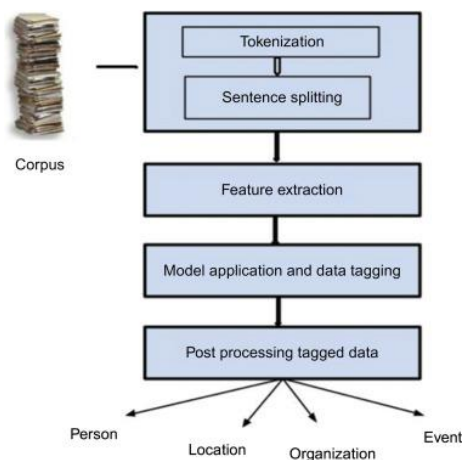 Tokenization
Sentence splitting
Corpus
Feature extraction
Model application and data tagging
Post processing tagged data
Person
Location
Organization
Event